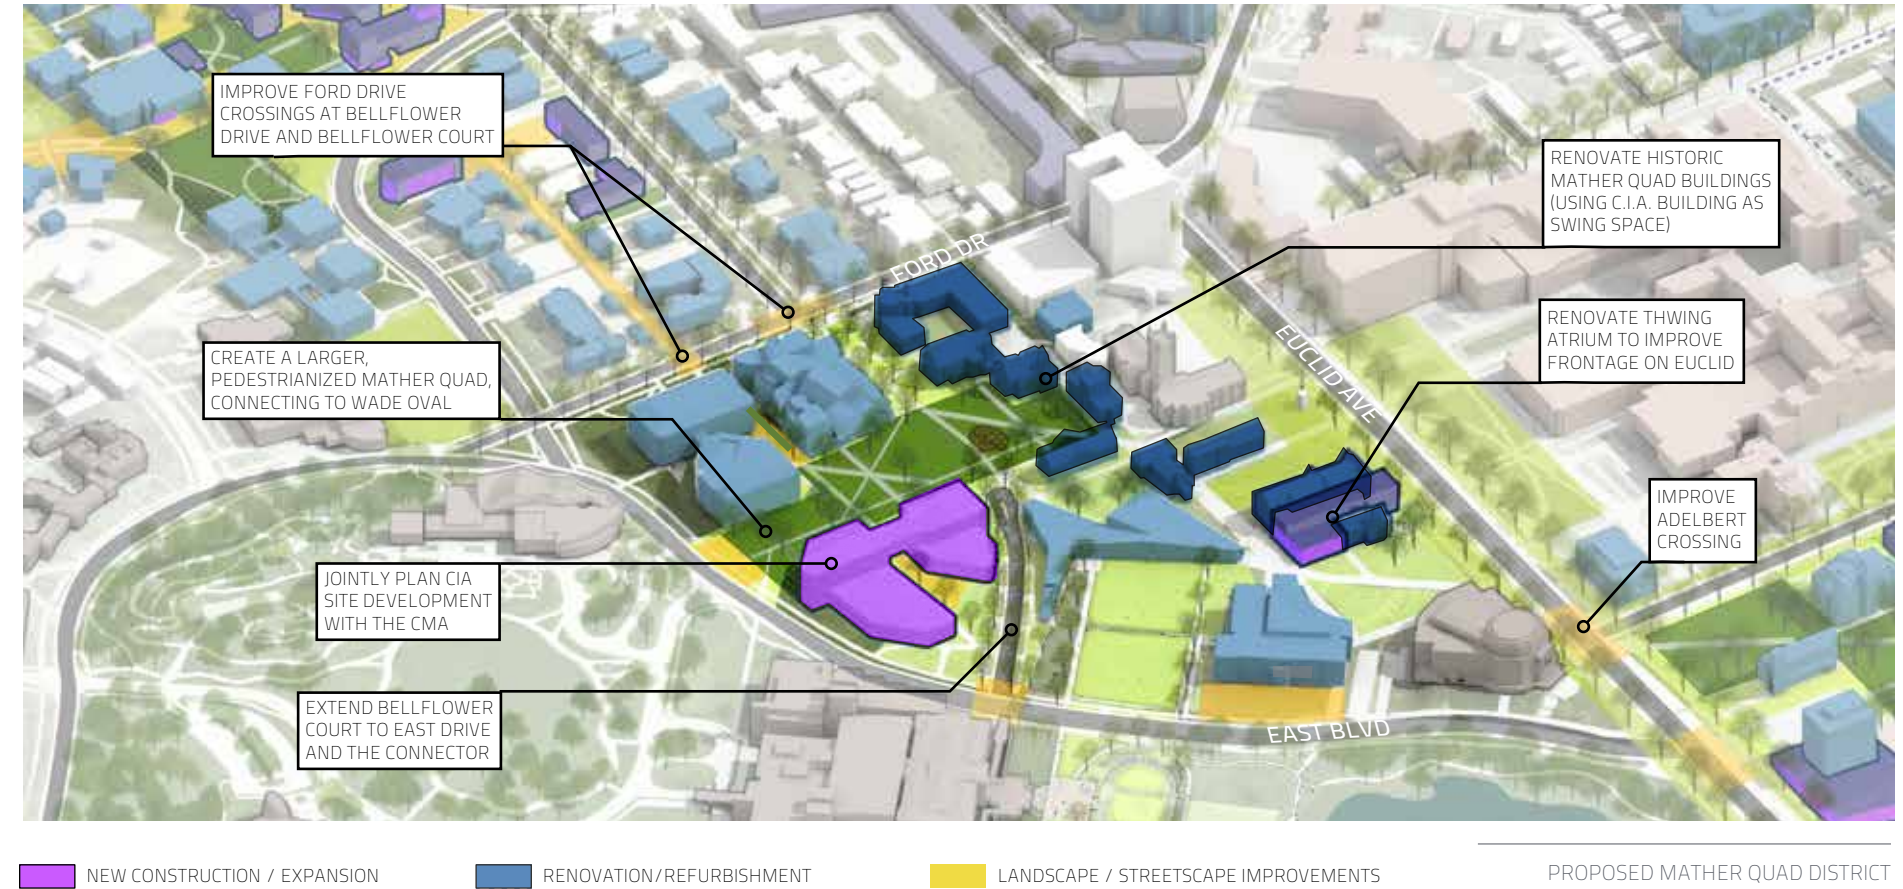 IMPROVE FORD DRIVE
CROSSINGS AT BELLFLOWER
DRIVE AND BELLFLOWER COURT
RENOVATE HISTORIC
MATHER QUAD BUILDINGS
(USING C.I.A. BUILDING AS
SWING SPACE)
FORD DR
EUCLID AVE
RENOVATE THWING
ATRIUM TO IMPROVE
FRONTAGE ON EUCLID
CREATE A LARGER,
PEDESTRIANIZED MATHER QUAD,
CONNECTING TO WADE OVAL
IMPROVE
ADELBERT
CROSSING
JOINTLY PLAN CIA
SITE DEVELOPMENT
WITH THE CMA
EXTEND BELLFLOWER
COURT TO EAST DRIVE
AND THE CONNECTOR
EAST BLVD
NEW CONSTRUCTION / EXPANSION
RENOVATION/REFURBISHMENT
LANDSCAPE / STREETSCAPE IMPROVEMENTS
PROPOSED MATHER QUAD DISTRICT